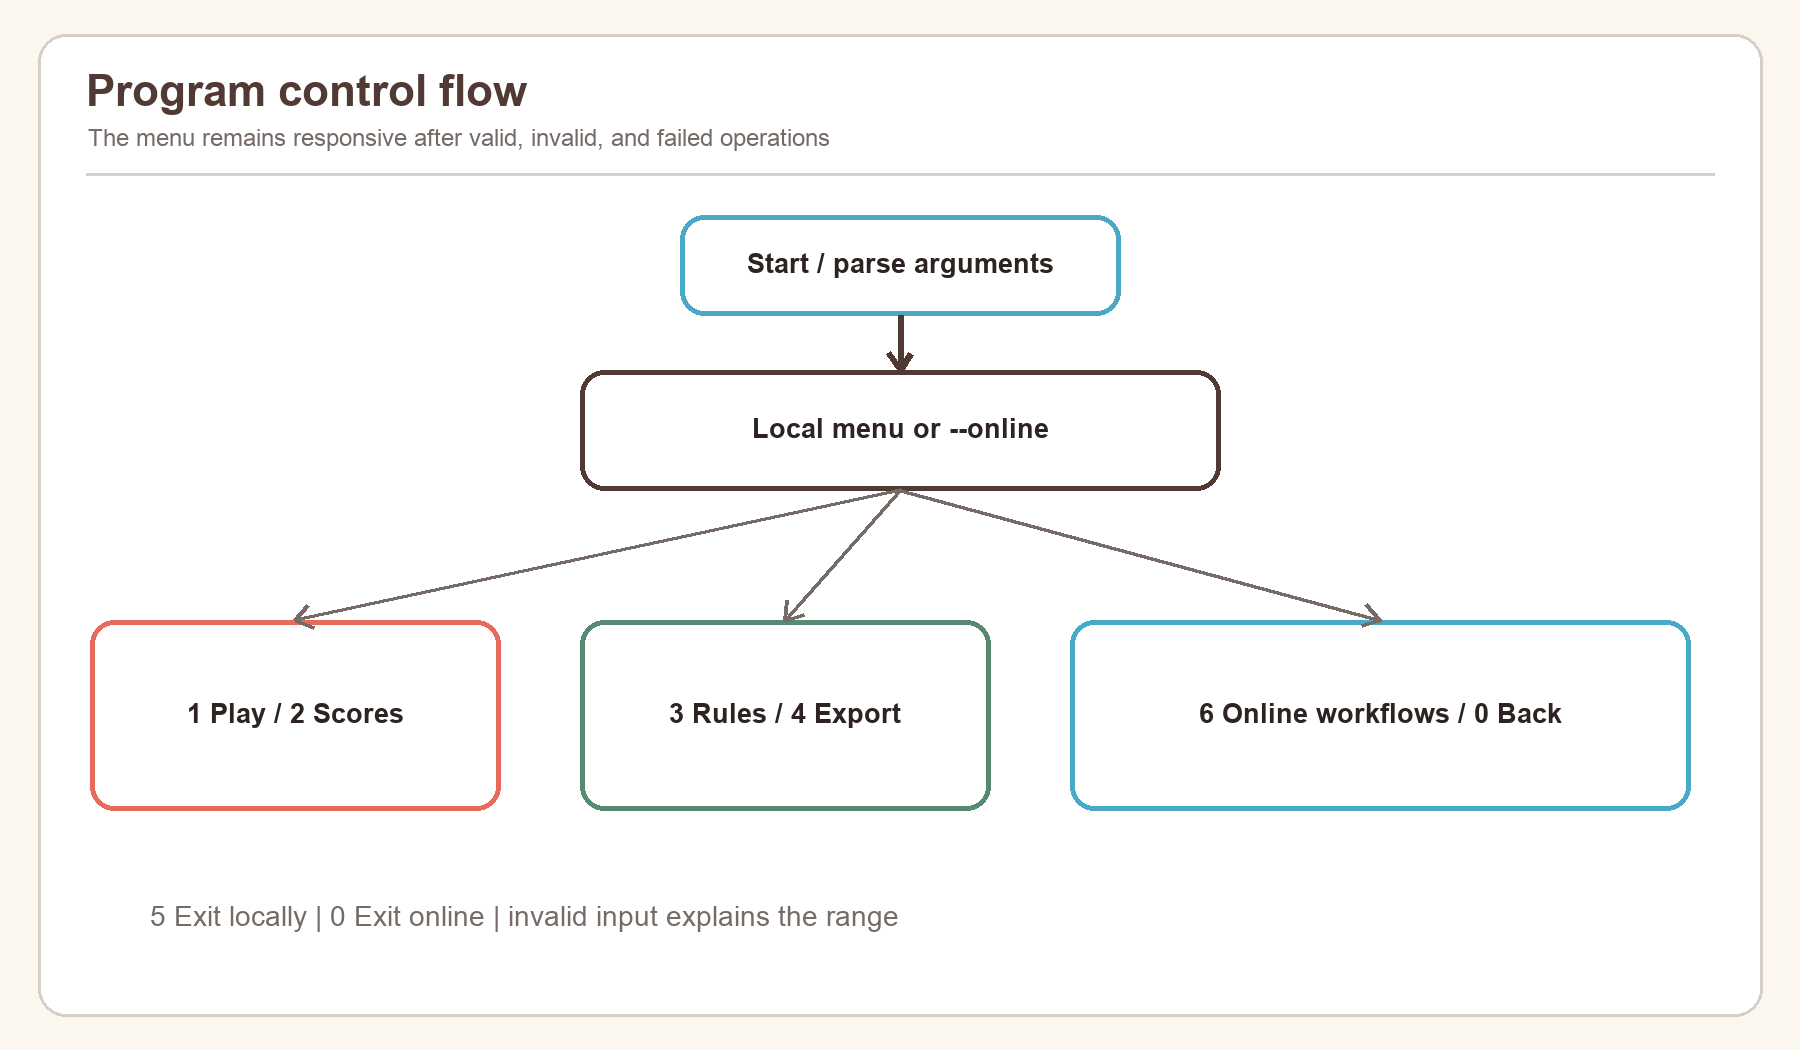 Program control flow
The menu remains responsive after valid, invalid, and failed operations
Start / parse arguments
Local menu or --online
1 Play / 2 Scores
3 Rules / 4 Export
6 Online workflows / 0 Back
5 Exit locally | 0 Exit online | invalid input explains the range